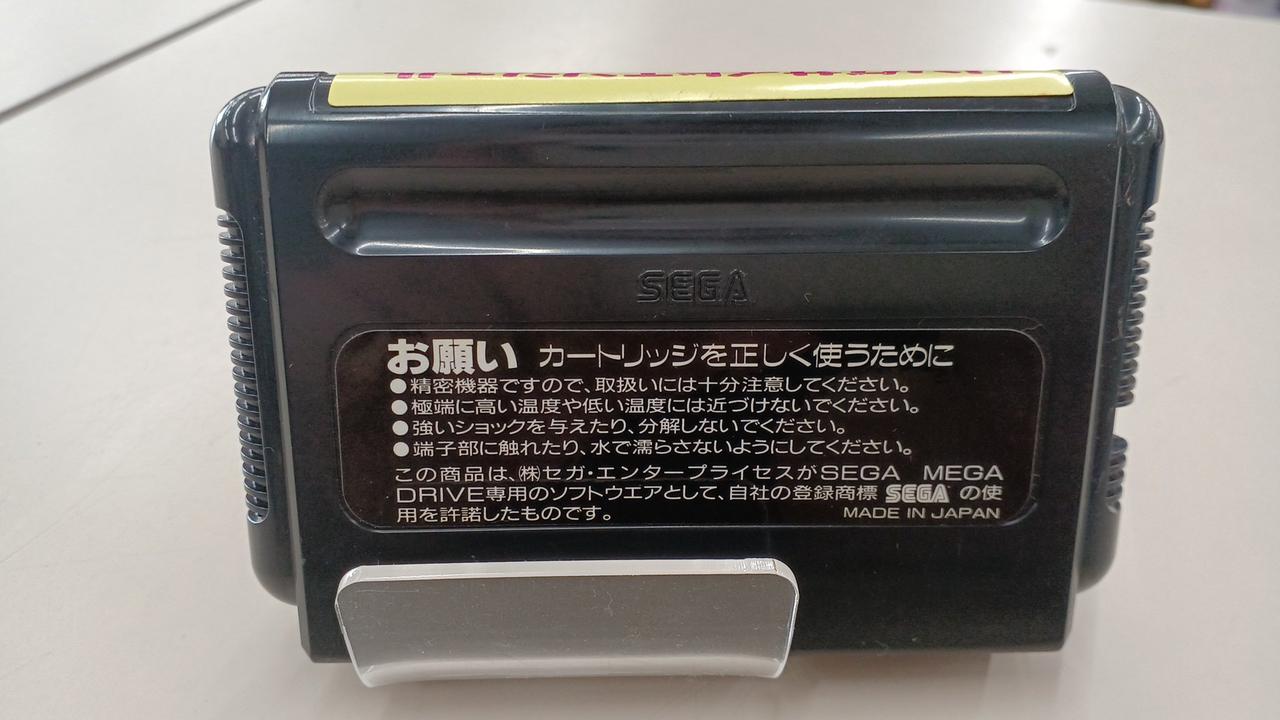 SEGA
お願い カートリッジを正しく使うために
●精密機器ですので、取扱いには十分注意してください。
●極端に高い温度や低い温度には近づけないでください。
●強いショックを与えたり、分解しないでください。
●端子部に触れたり、水で濡らさないようにしてください。
この商品は、㈱セガ・エンタープライセスがSEGA MEGA
DRIVE専用のソフトウエアとして、自社の登録商標 SEGA の使
用を許諾したものです。 MADE IN JAPAN